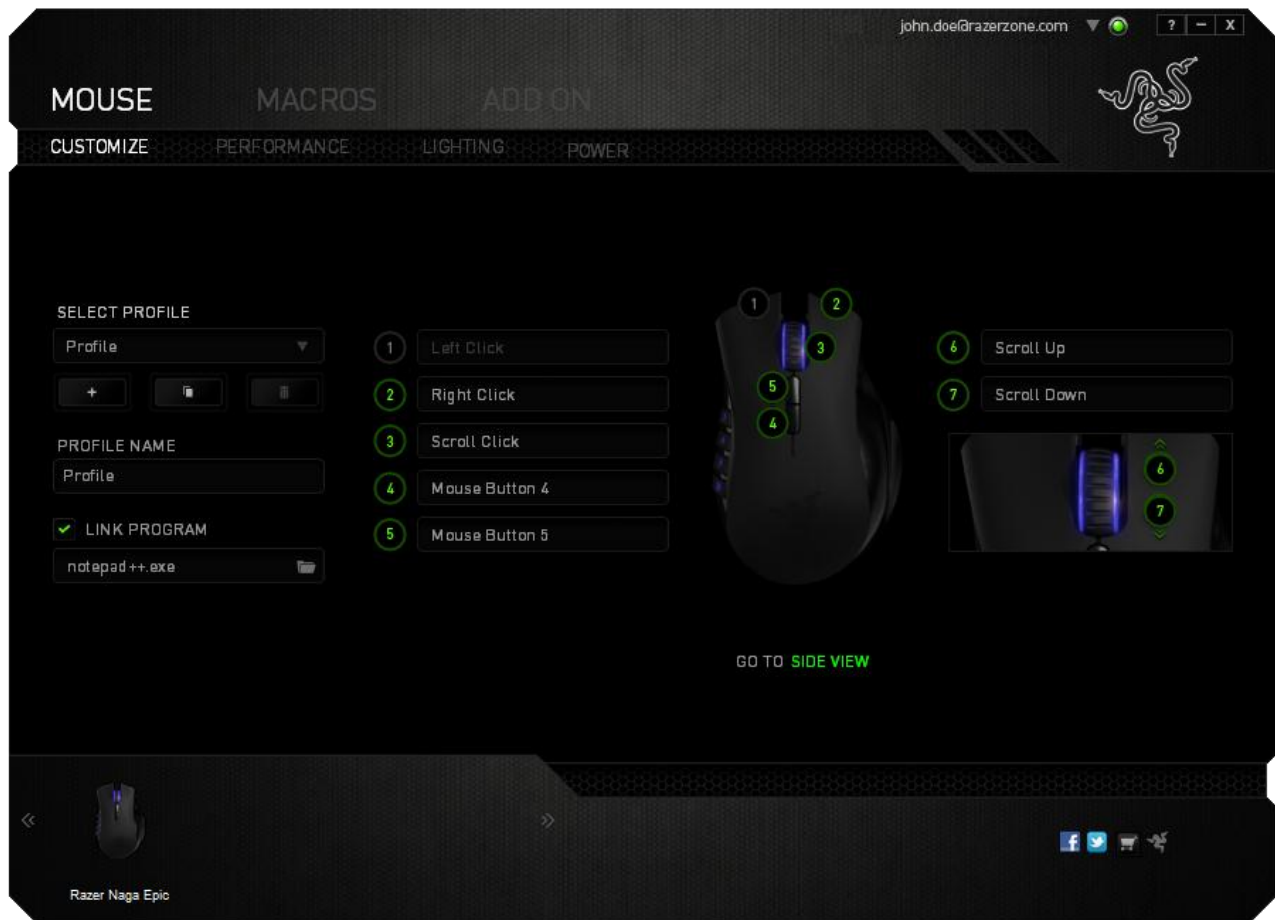 john.doe@razerzone.com
? – X
MOUSE MACROS ADD ON
CUSTOMIZE PERFORMANCE LIGHTING POWER
SELECT PROFILE
Profile
+
PROFILE NAME
Profile
LINK PROGRAM
notepad++.exe
1 Left Click
2 Right Click
3 Scroll Click
4 Mouse Button 4
5 Mouse Button 5
1
2
3
5
4
GO TO SIDE VIEW
6 Scroll Up
7 Scroll Down
6
7
Razer Naga Epic
f